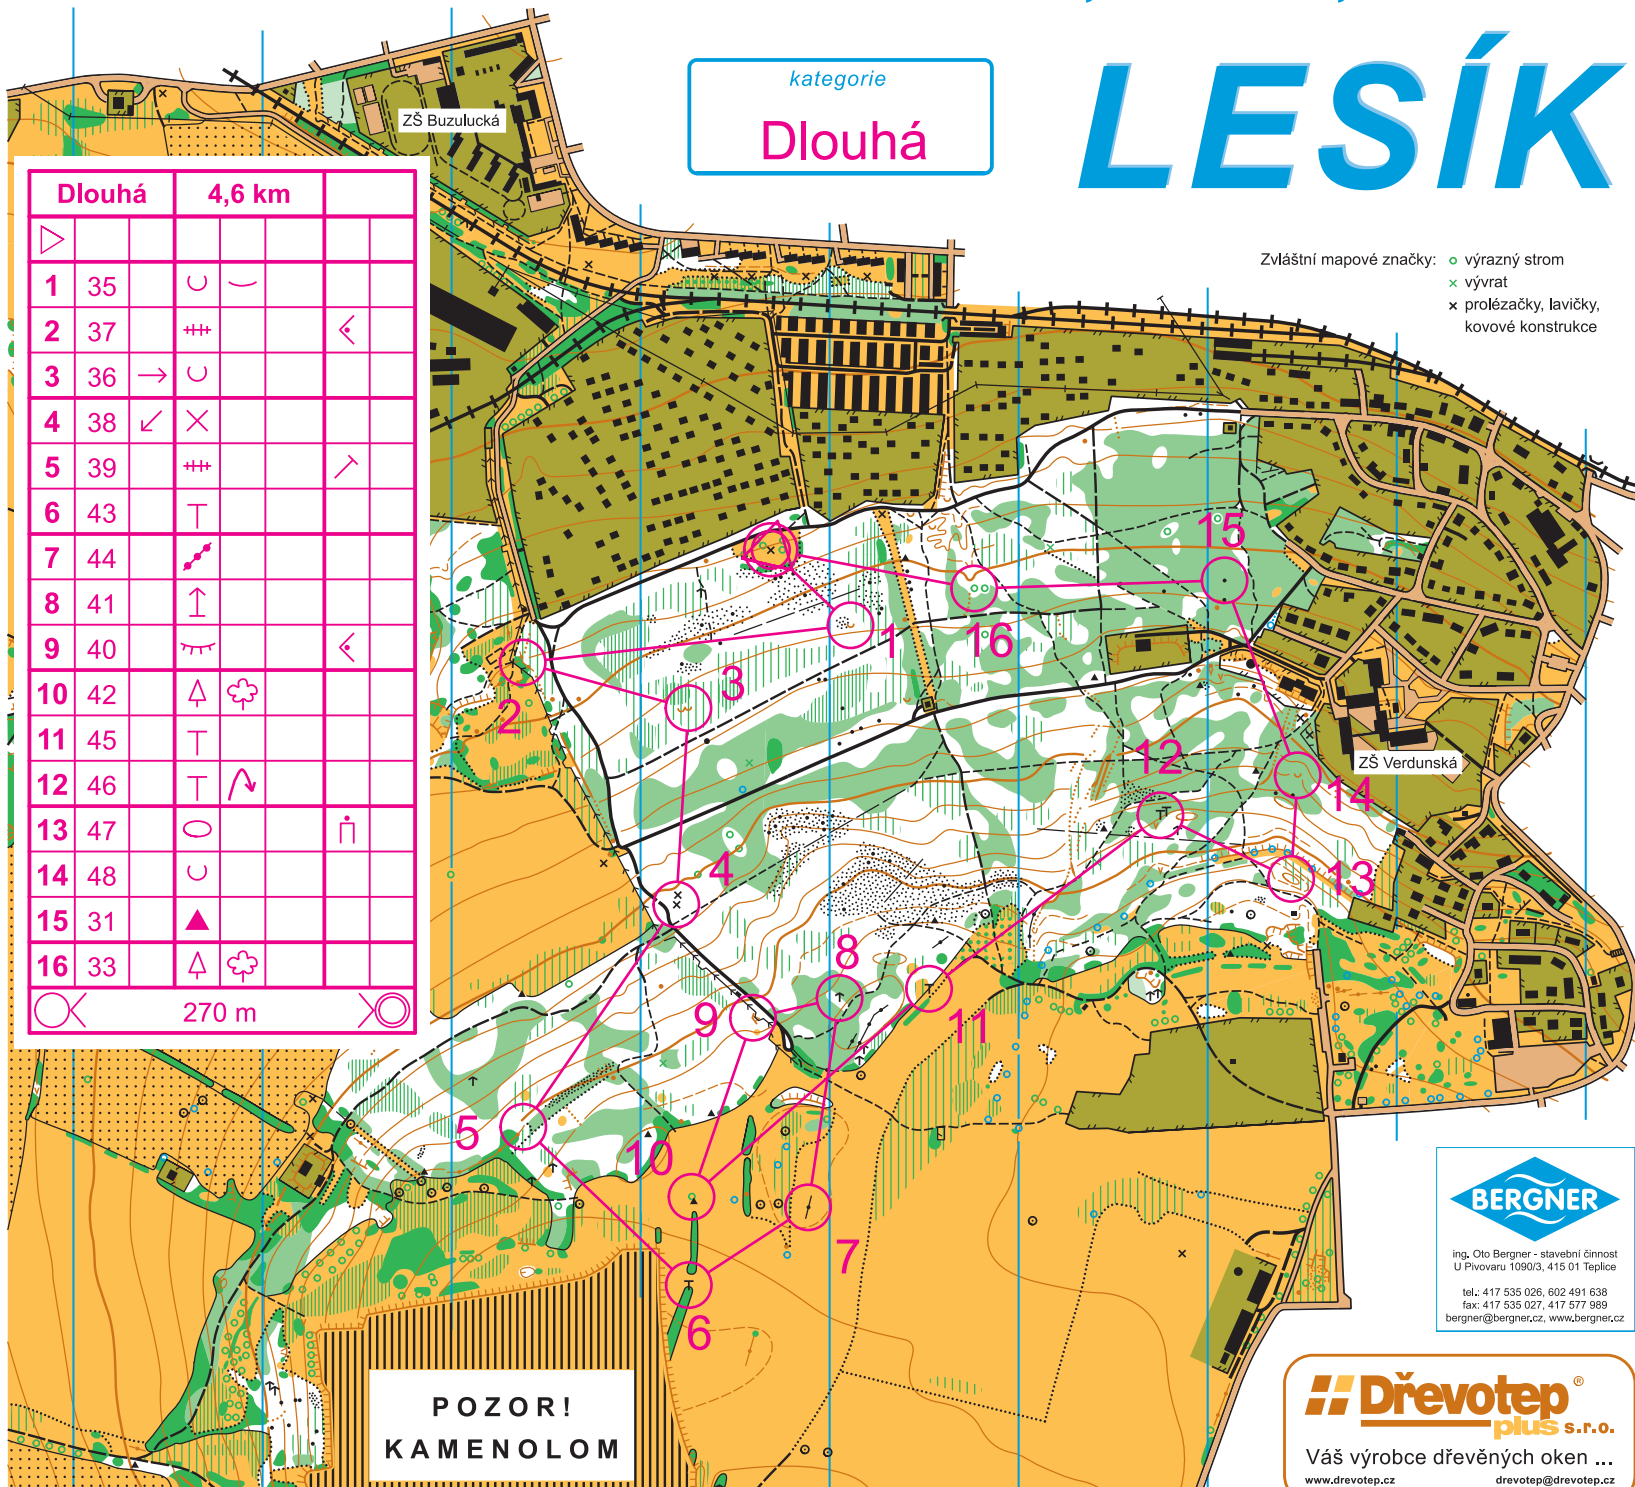 LESÍK
kategorie
Dlouhá
ZŠ Buzulucká
Zvláštní mapové značky:
výrazný strom
vývrat
prolézačky, lavičky,
kovové konstrukce
Dlouhá 4,6 km
1 35
2 37
3 36
4 38
5 39
6 43
7 44
8 41
9 40
10 42
11 45
12 46
13 47
14 48
15 31
16 33
270 m
15
1
16
3
2
12
ZŠ Verdunská
14
4
13
8
9
11
5
10
7
6
POZOR!
KAMENOLOM
BERGNER
ing. Oto Bergner - stavební činnost
U Pivovaru 1090/3, 415 01 Teplice
tel.: 417 535 026, 602 491 638
fax: 417 535 027, 417 577 989
bergner@bergner.cz, www.bergner.cz
Dřevotep®
plus s.r.o.
Váš výrobce dřevěných oken ...
www.drevotep.cz drevotep@drevotep.cz